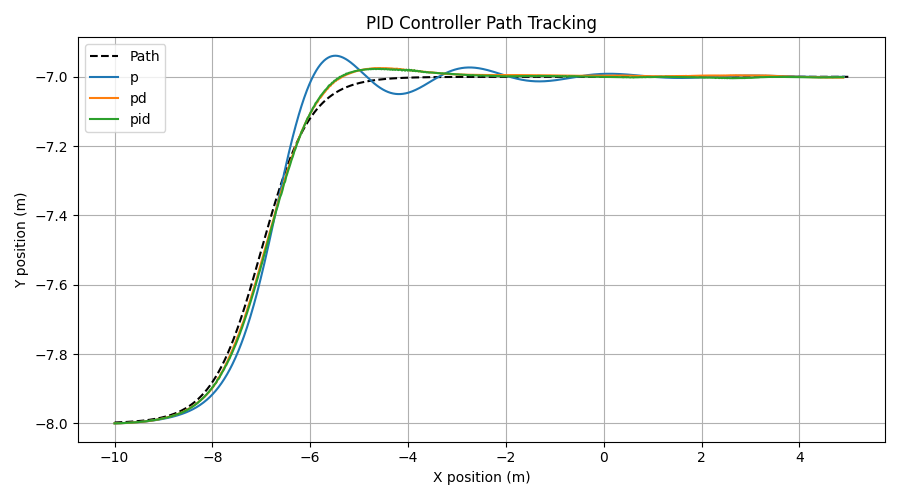 PID Controller Path Tracking
Path
p
pd
pid
Y position (m)
−7.0
−7.2
−7.4
−7.6
−7.8
−8.0
−10
−8
−6
−4
−2
0
2
4
X position (m)